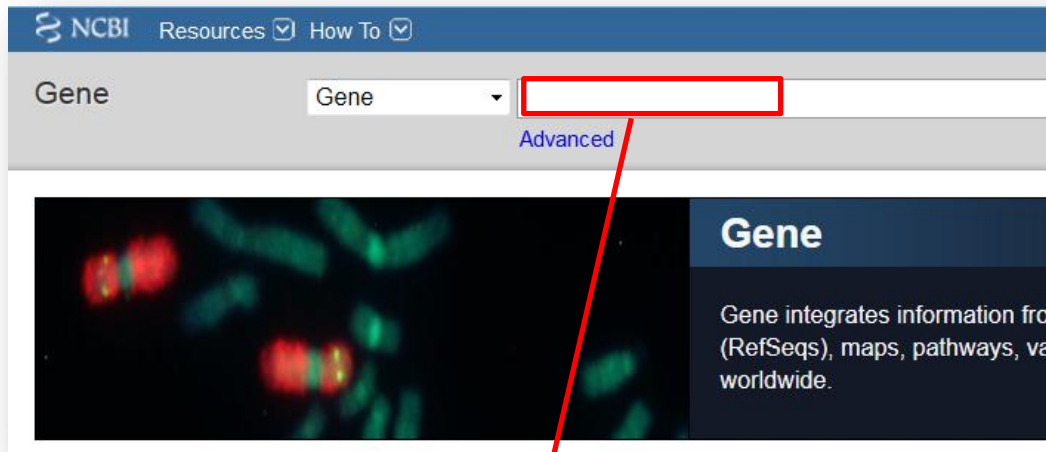 NCBI Resources How To
Gene Gene
Advanced
Gene
Gene integrates information fro
(RefSeqs), maps, pathways, va
worldwide.